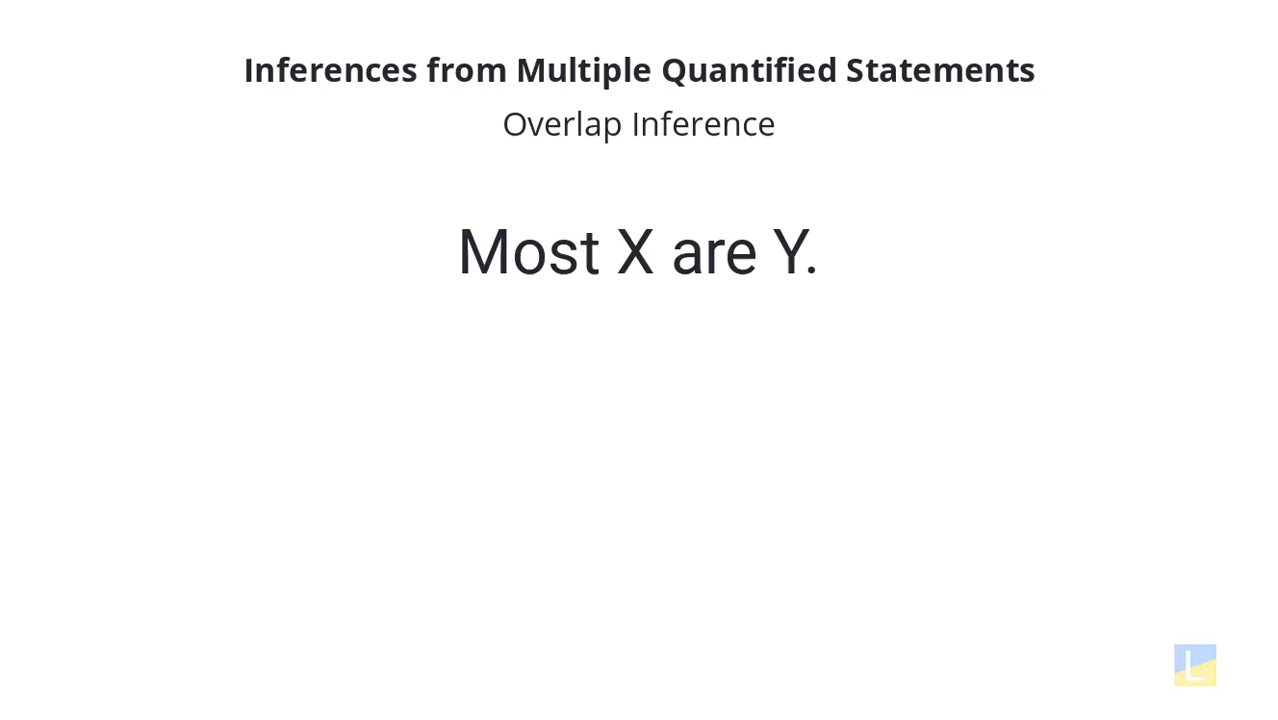 Inferences from Multiple Quantified Statements
Overlap Inference
Most X are Y.
L